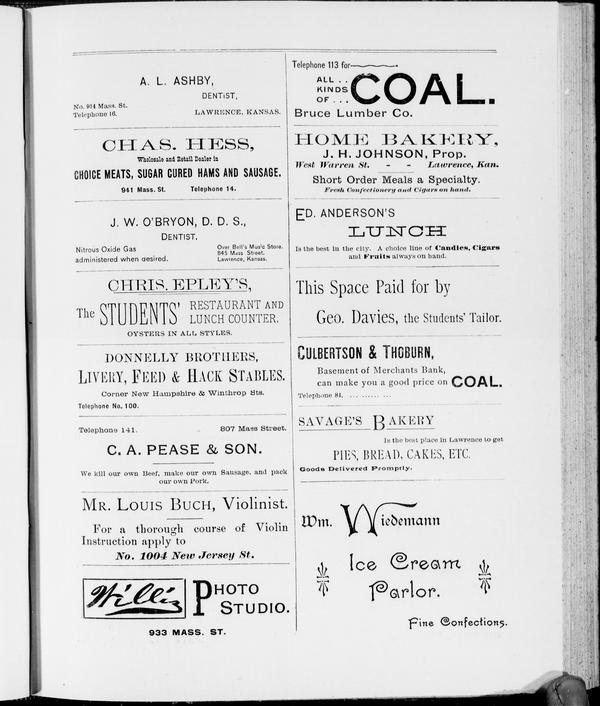 A. L. ASHBY,
DENTIST,
No. 904 Mass. St.
Telephone 16.
LAWRENCE, KANSAS.
CHAS. HESS,
Wholesale and Retail Dealer in
CHOICE MEATS, SUGAR CURED HAMS AND SAUSAGE.
941 Mass. St. Telephone 14.
J. W. O'BRYON, D. D. S.,
DENTIST.
Nitrous Oxide Gas
administered when desired.
Over Bell's Music Store.
845 Mass Street.
Lawrence, Kansas.
CHRIS. EPLEY'S,
The STUDENTS' RESTAURANT AND
LUNCH COUNTER.
OYSTERS IN ALL STYLES.
DONNELLY BROTHERS,
LIVERY, FEED & HACK STABLES.
Corner New Hampshire & Winthrop Sts.
Telephone No, 100.
Telephone 141. 807 Mass Street.
C. A. PEASE & SON.
We kill our own Beef, make our own Sausage, and pack
our own Pork.
MR. LOUIS BUCH, Violinist.
For a thorough course of Violin
Instruction apply to
No. 1004 New Jersey St.
Willis PHOTO
STUDIO.
933 MASS. ST.
Telephone 113 for
ALL . .
KINDS
OF . . .
COAL.
Bruce Lumber Co.
HOME BAKERY,
J. H. JOHNSON, Prop.
West Warren St. - - Lawrence, Kan.
Short Order Meals a Specialty.
Fresh Confectionery and Cigars on hand.
ED. ANDERSON'S
LUNCH
Is the best in the city. A choice line of Candies, Cigars
and Fruits always on hand.
This Space Paid for by
Geo. Davies, the Students' Tailor.
CULBERTSON & THOBURN,
Basement of Merchants Bank,
can make you a good price on COAL.
Telephone 84. ... ...... ...
SAVAGE'S BAKERY
Is the best place in Lawrence to get
PIES, BREAD, CAKES, ETC.
Goods Delivered Promptly.
Wm. Wiedemann
Ice Cream
Parlor.
Fine Confections.